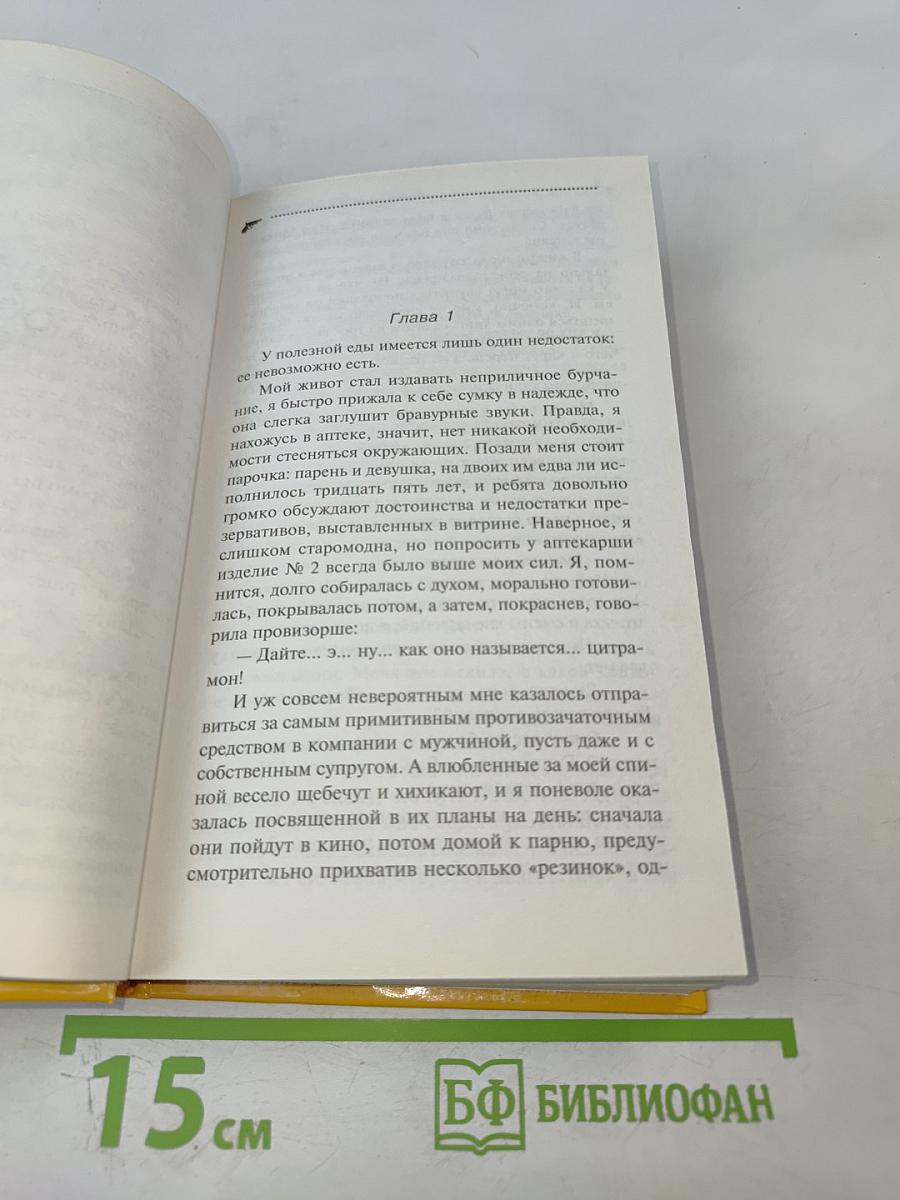 Глава 1
У полезной еды имеется лишь один недостаток:
ее невозможно есть.
Мой живот стал издавать неприличное бурча-
ние, я быстро прижала к себе сумку в надежде, что
она слегка заглушит бравурные звуки. Правда, я
нахожусь в аптеке, значит, нет никакой необходи-
мости стесняться окружающих. Позади меня стоит
парочка: парень и девушка, на двоих им едва ли ис-
полнилось тридцать пять лет, и ребята довольно
громко обсуждают достоинства и недостатки пре-
зервативов, выставленных в витрине. Наверное, я
слишком старомодна, но попросить у аптекарши
изделие № 2 всегда было выше моих сил. Я, пом-
нится, долго собиралась с духом, морально готови-
лась, покрывалась потом, а затем, покраснев, гово-
рила провизорше:
— Дайте... э... ну... как оно называется... цитра-
мон!
И уж совсем невероятным мне казалось отпра-
виться за самым примитивным противозачаточным
средством в компании с мужчиной, пусть даже и с
собственным супругом. А влюбленные за моей спи-
ной весело щебечут и хихикают, и я поневоле ока-
залась посвященной в их планы на день: сначала
они пойдут в кино, потом домой к парню, преду-
смотрительно прихватив несколько «резинок», од-
15 см
БФ БИБЛИОФАН